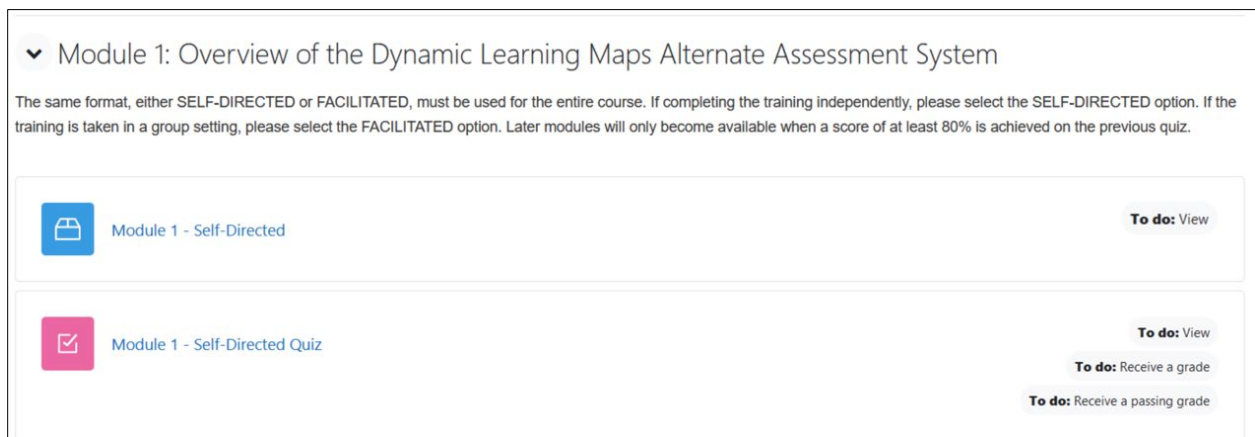 Module 1: Overview of the Dynamic Learning Maps Alternate Assessment System
The same format, either SELF-DIRECTED or FACILITATED, must be used for the entire course. If completing the training independently, please select the SELF-DIRECTED option. If the
training is taken in a group setting, please select the FACILITATED option. Later modules will only become available when a score of at least 80% is achieved on the previous quiz.
Module 1 - Self-Directed
To do: View
Module 1 - Self-Directed Quiz
To do: View
To do: Receive a grade
To do: Receive a passing grade